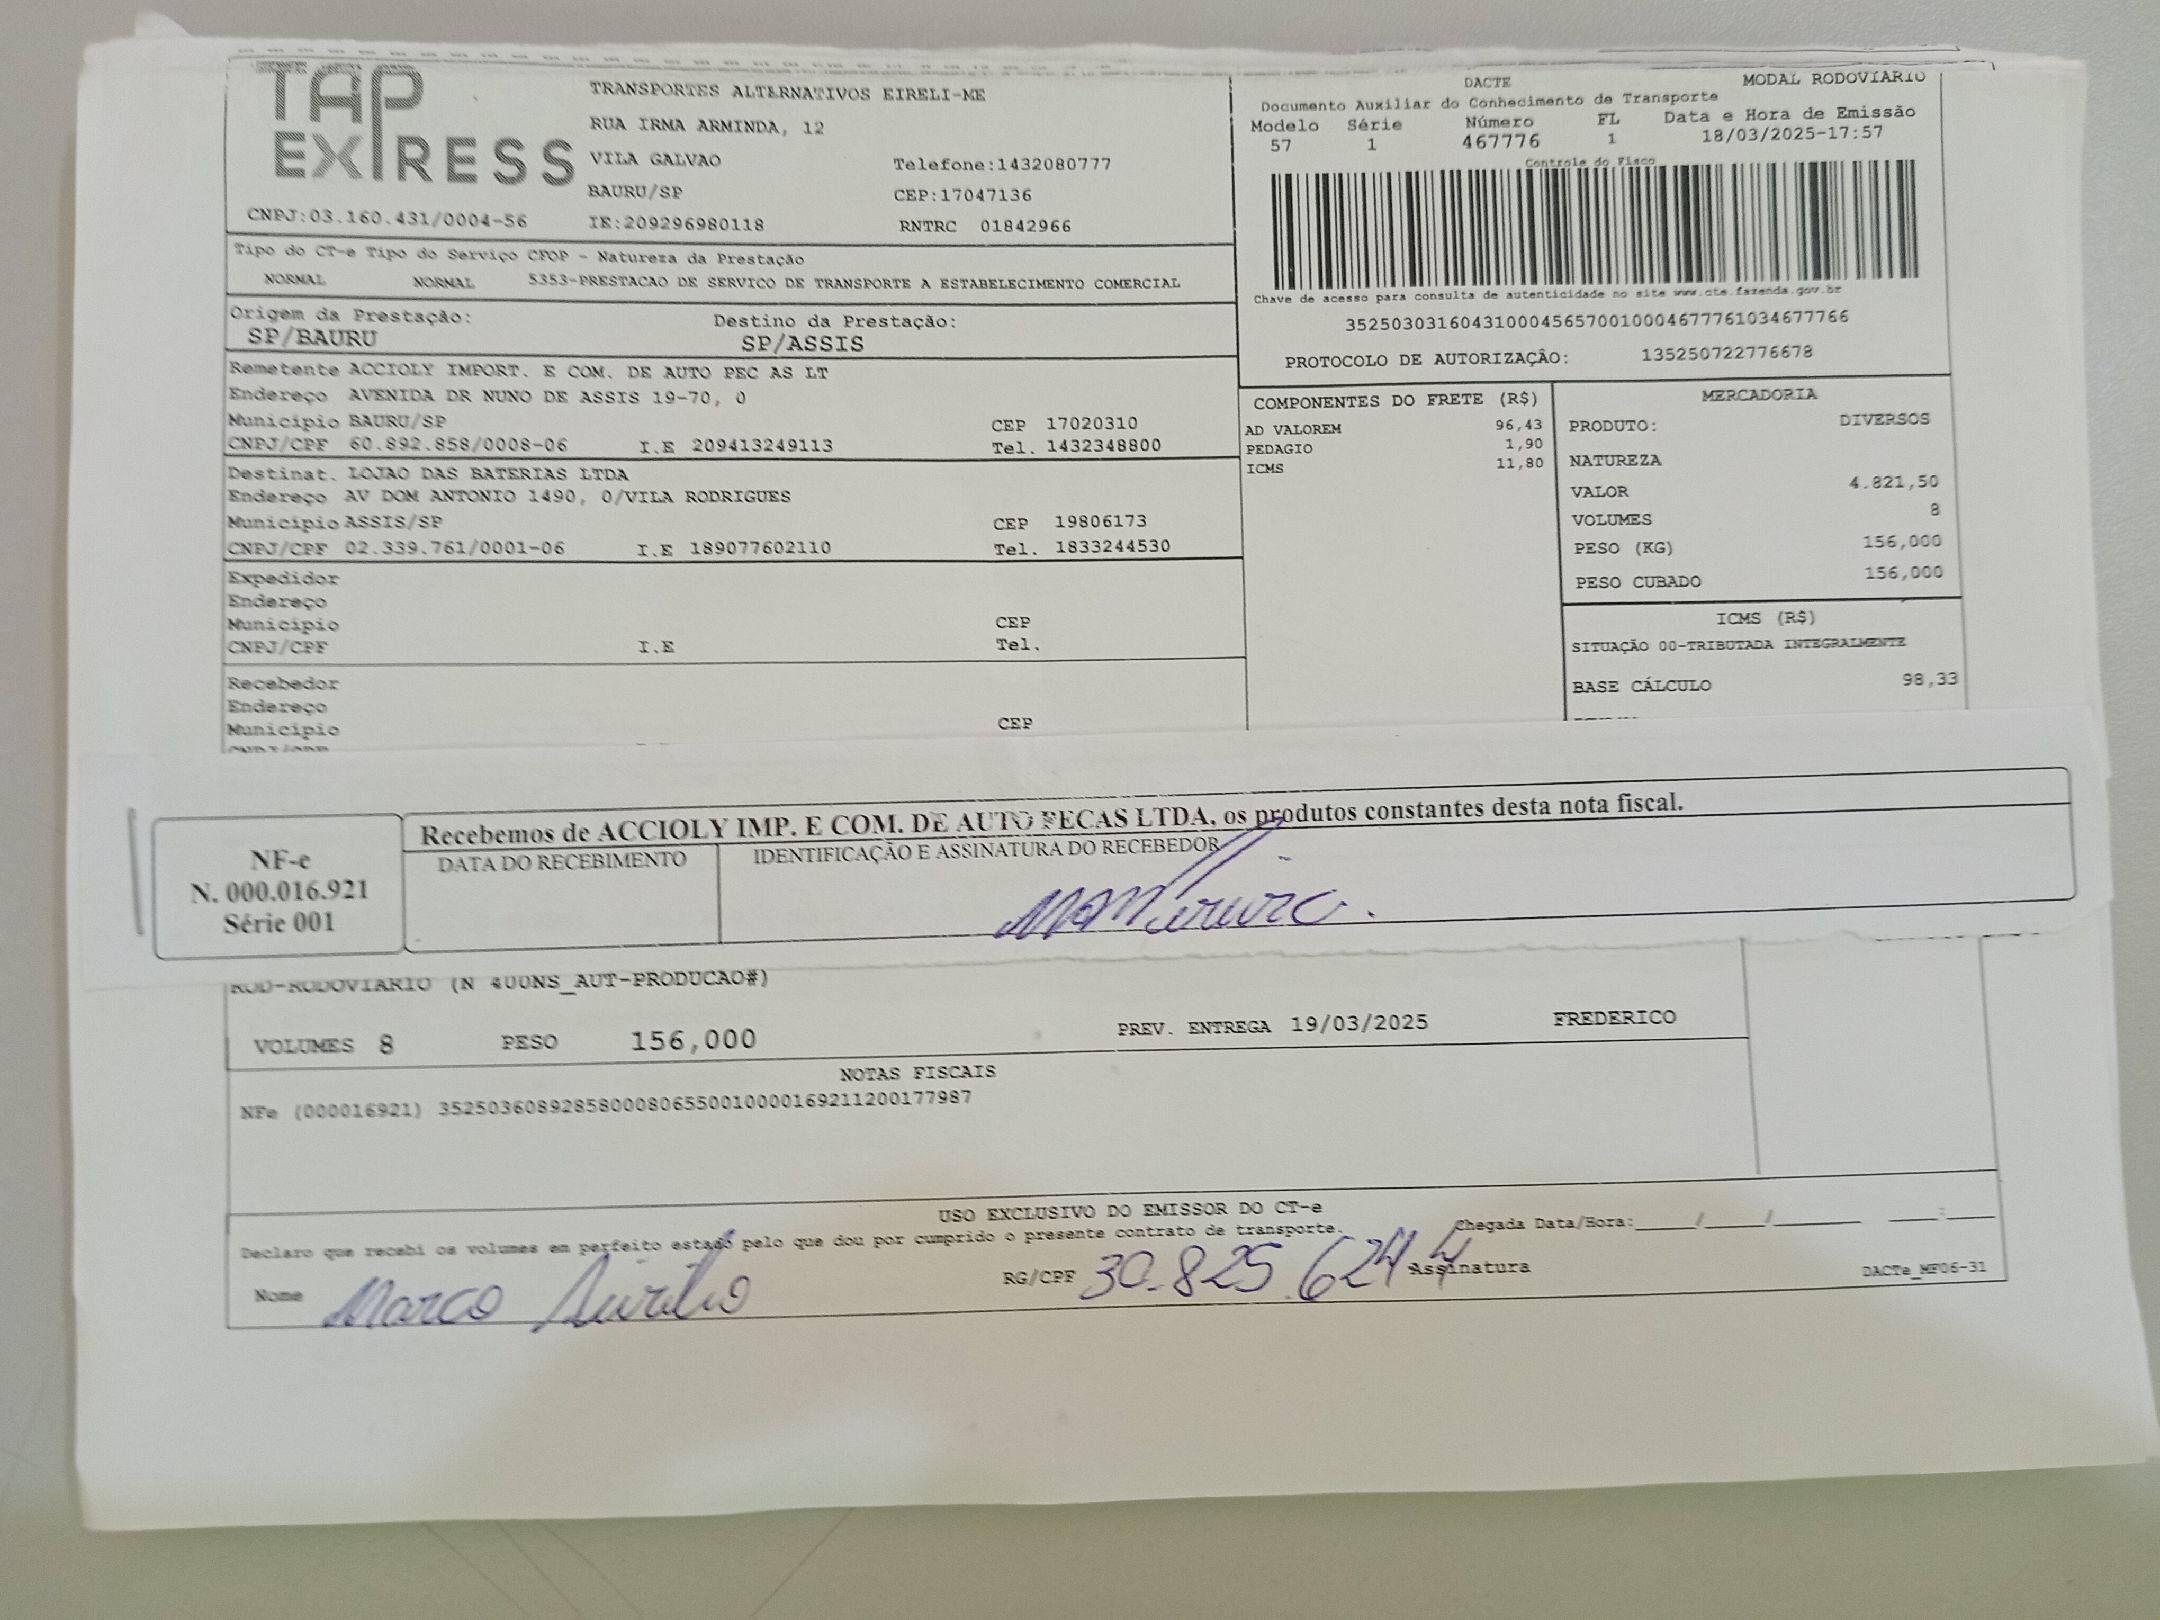 TAP EXPRESS
TRANSPORTES ALTERNATIVOS EIRELI-ME
RUA IRMA ARMINDA, 12
VILA GALVAO Telefone:1432080777
BAURU/SP CEP:17047136
CNPJ:03.160.431/0004-56 IE:209296980118 RNTRC 01842966
DACTE MODAL RODOVIARIO
Documento Auxiliar do Conhecimento de Transporte
Modelo Série Número FL Data e Hora de Emissão
57 1 467776 1 18/03/2025-17:57
Controle do Fisco
Chave de acesso para consulta de autenticidade no site www.cte.fazenda.gov.br
35250303160431000456570010004677761034677766
PROTOCOLO DE AUTORIZAÇÃO: 135250722776678
Tipo do CT-e Tipo do Serviço CFOP - Natureza da Prestação
NORMAL NORMAL 5353-PRESTACAO DE SERVICO DE TRANSPORTE A ESTABELECIMENTO COMERCIAL
Origem da Prestação: Destino da Prestação:
SP/BAURU SP/ASSIS
Remetente ACCIOLY IMPORT. E COM. DE AUTO PEC AS LT
Endereço AVENIDA DR NUNO DE ASSIS 19-70, 0
Município BAURU/SP CEP 17020310
CNPJ/CPF 60.892.858/0008-06 I.E 209413249113 Tel. 1432348800
Destinat. LOJAO DAS BATERIAS LTDA
Endereço AV DOM ANTONIO 1490, 0/VILA RODRIGUES
Município ASSIS/SP CEP 19806173
CNPJ/CPF 02.339.761/0001-06 I.E 189077602110 Tel. 1833244530
Expedidor
Endereço
Município CEP
CNPJ/CPF I.E Tel.
Recebedor
Endereço
Município CEP
COMPONENTES DO FRETE (R$)
AD VALOREM 96,43
PEDAGIO 1,90
ICMS 11,80
MERCADORIA
PRODUTO: DIVERSOS
NATUREZA
VALOR 4.821,50
VOLUMES 8
PESO (KG) 156,000
PESO CUBADO 156,000
ICMS (R$)
SITUAÇÃO 00-TRIBUTADA INTEGRALMENTE
BASE CÁLCULO 98,33
NF-e
N. 000.016.921
Série 001
Recebemos de ACCIOLY IMP. E COM. DE AUTO PECAS LTDA, os produtos constantes desta nota fiscal.
DATA DO RECEBIMENTO IDENTIFICAÇÃO E ASSINATURA DO RECEBEDOR
ROD-RODOVIARIO (N 400NS_AUT-PRODUCAO#)
VOLUMES 8 PESO 156,000 PREV. ENTREGA 19/03/2025 FREDERICO
NOTAS FISCAIS
NFe (000016921) 35250360892858000806550010000169211200177987
USO EXCLUSIVO DO EMISSOR DO CT-e
Declaro que recebi os volumes em perfeito estado pelo que dou por cumprido o presente contrato de transporte. Chegada Data/Hora:____/____/______ ___:___
Nome Marco Aurélio RG/CPF 30.825.624 4 Assinatura DACTe_MF06-31